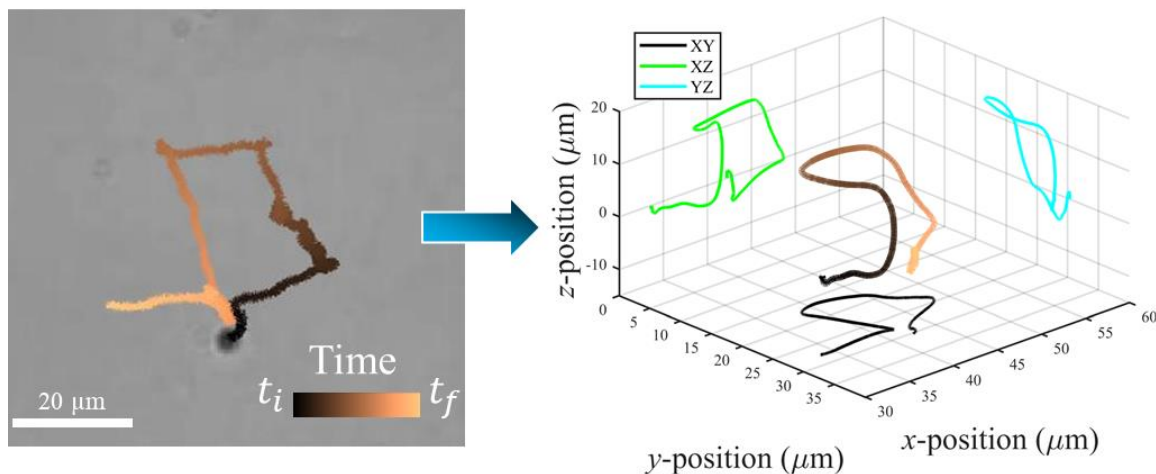 Time
t_i t_f
20 μm
XY
XZ
YZ
z-position (μm)
20
10
0
-10
0
5
10
15
20
25
30
35
30
35
40
45
50
55
60
y-position (μm)
x-position (μm)